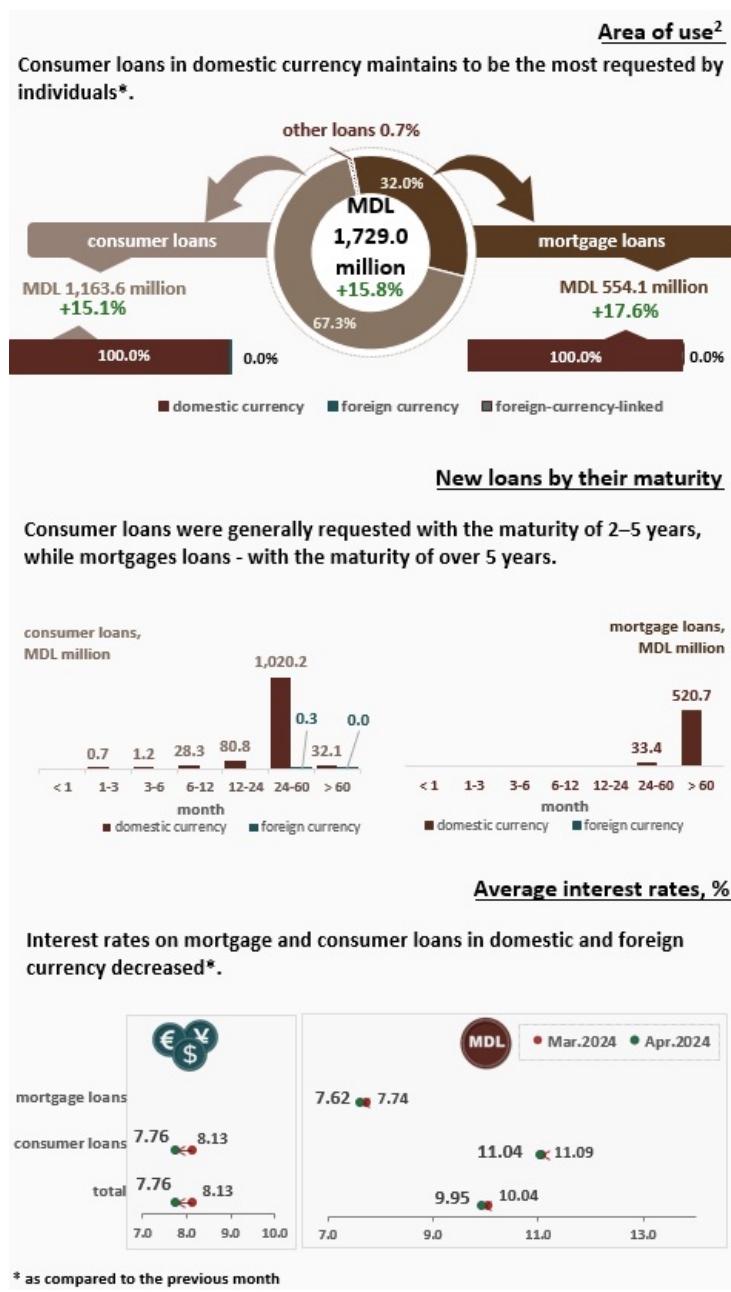 Area of use2
Consumer loans in domestic currency maintains to be the most requested by
individuals*.
other loans 0.7%
32.0%
MDL
1,729.0
million
+15.8%
67.3%
consumer loans
MDL 1,163.6 million
+15.1%
100.0%
0.0%
mortgage loans
MDL 554.1 million
+17.6%
100.0%
0.0%
domestic currency
foreign currency
foreign-currency-linked
New loans by their maturity
Consumer loans were generally requested with the maturity of 2–5 years,
while mortgages loans - with the maturity of over 5 years.
consumer loans,
MDL million
1,020.2
0.3
0.0
0.7
1.2
28.3
80.8
32.1
< 1
1-3
3-6
6-12
12-24
24-60
> 60
month
domestic currency
foreign currency
mortgage loans,
MDL million
520.7
33.4
< 1
1-3
3-6
6-12
12-24
24-60
> 60
month
domestic currency
foreign currency
Average interest rates, %
Interest rates on mortgage and consumer loans in domestic and foreign
currency decreased*.
€
¥
$
MDL
Mar.2024
Apr.2024
mortgage loans
7.62
7.74
consumer loans
7.76
8.13
11.04
11.09
total
7.76
8.13
9.95
10.04
7.0
8.0
9.0
10.0
7.0
9.0
11.0
13.0
* as compared to the previous month